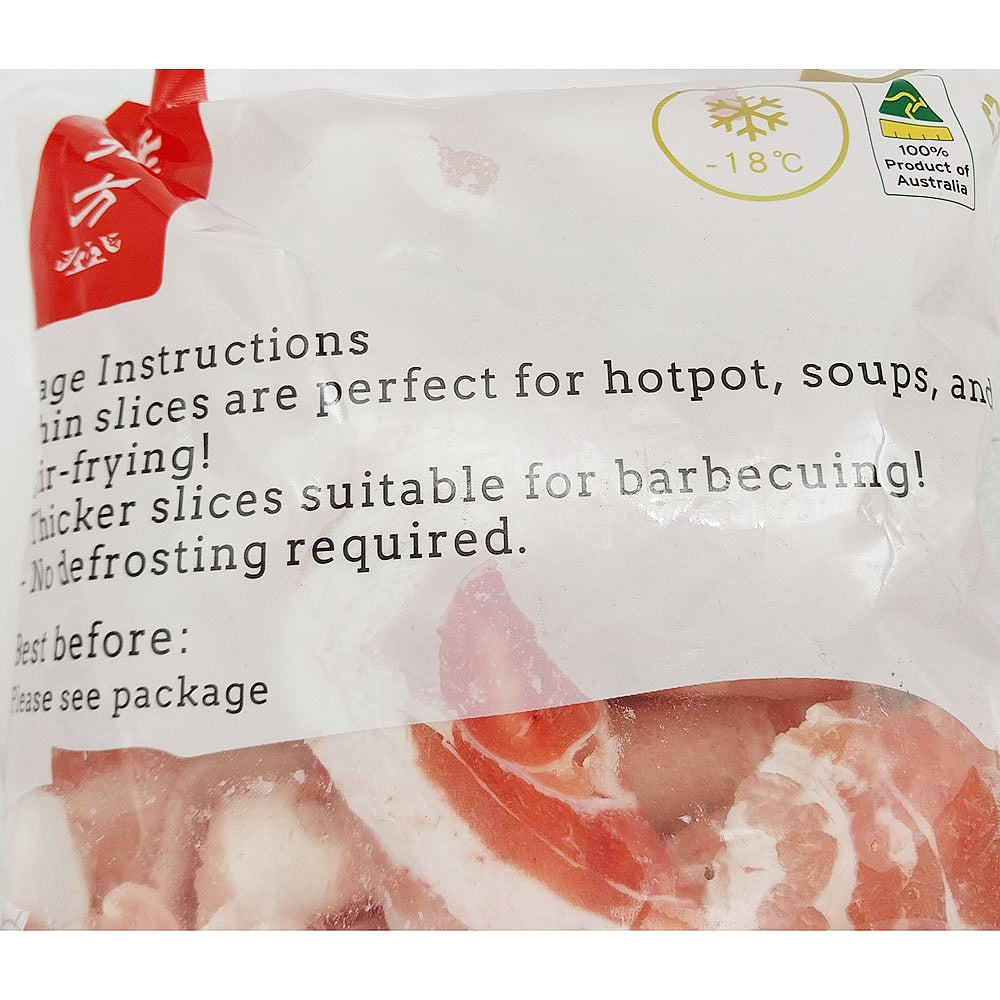 方
-18°C
100%
Product of
Australia
age Instructions
hin slices are perfect for hotpot, soups, and
ir-frying!
Thicker slices suitable for barbecuing!
- No defrosting required.
Best before:
Please see package